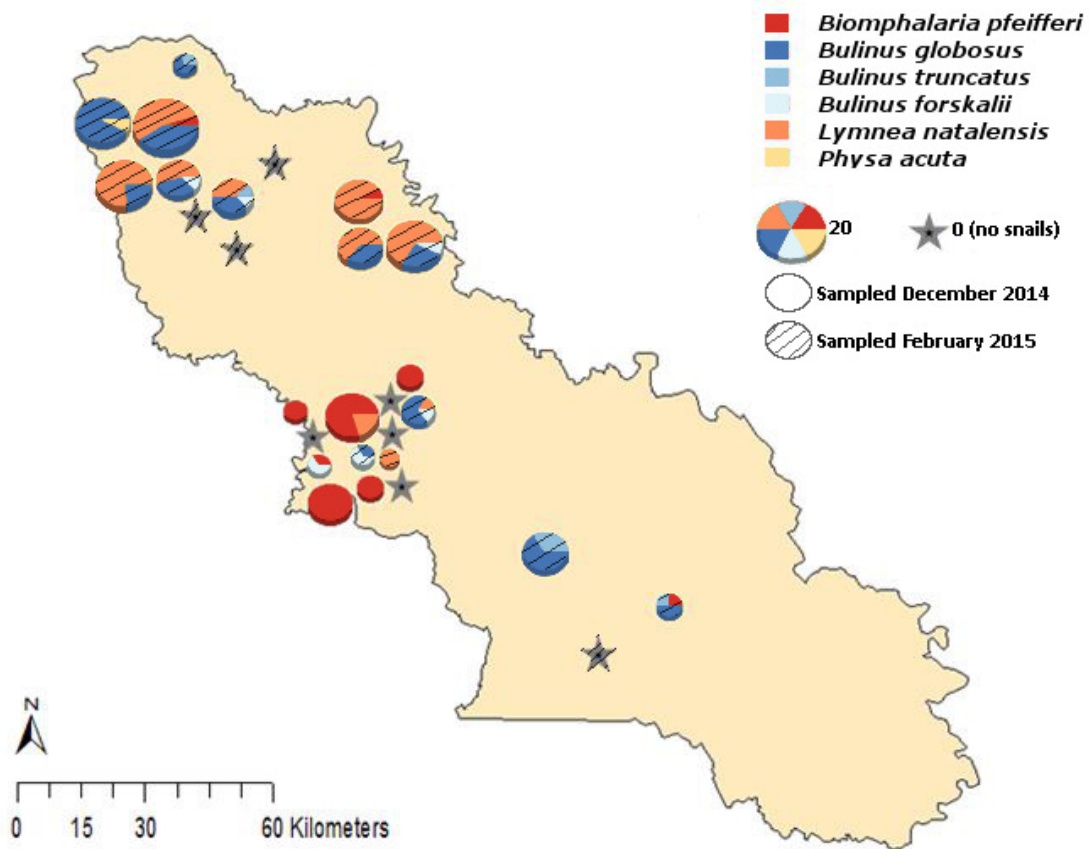 Biomphalaria pfeifferi
Bulinus globosus
Bulinus truncatus
Bulinus forskalii
Lymnea natalensis
Physa acuta
20
0 (no snails)
Sampled December 2014
Sampled February 2015
N
0 15 30 60 Kilometers